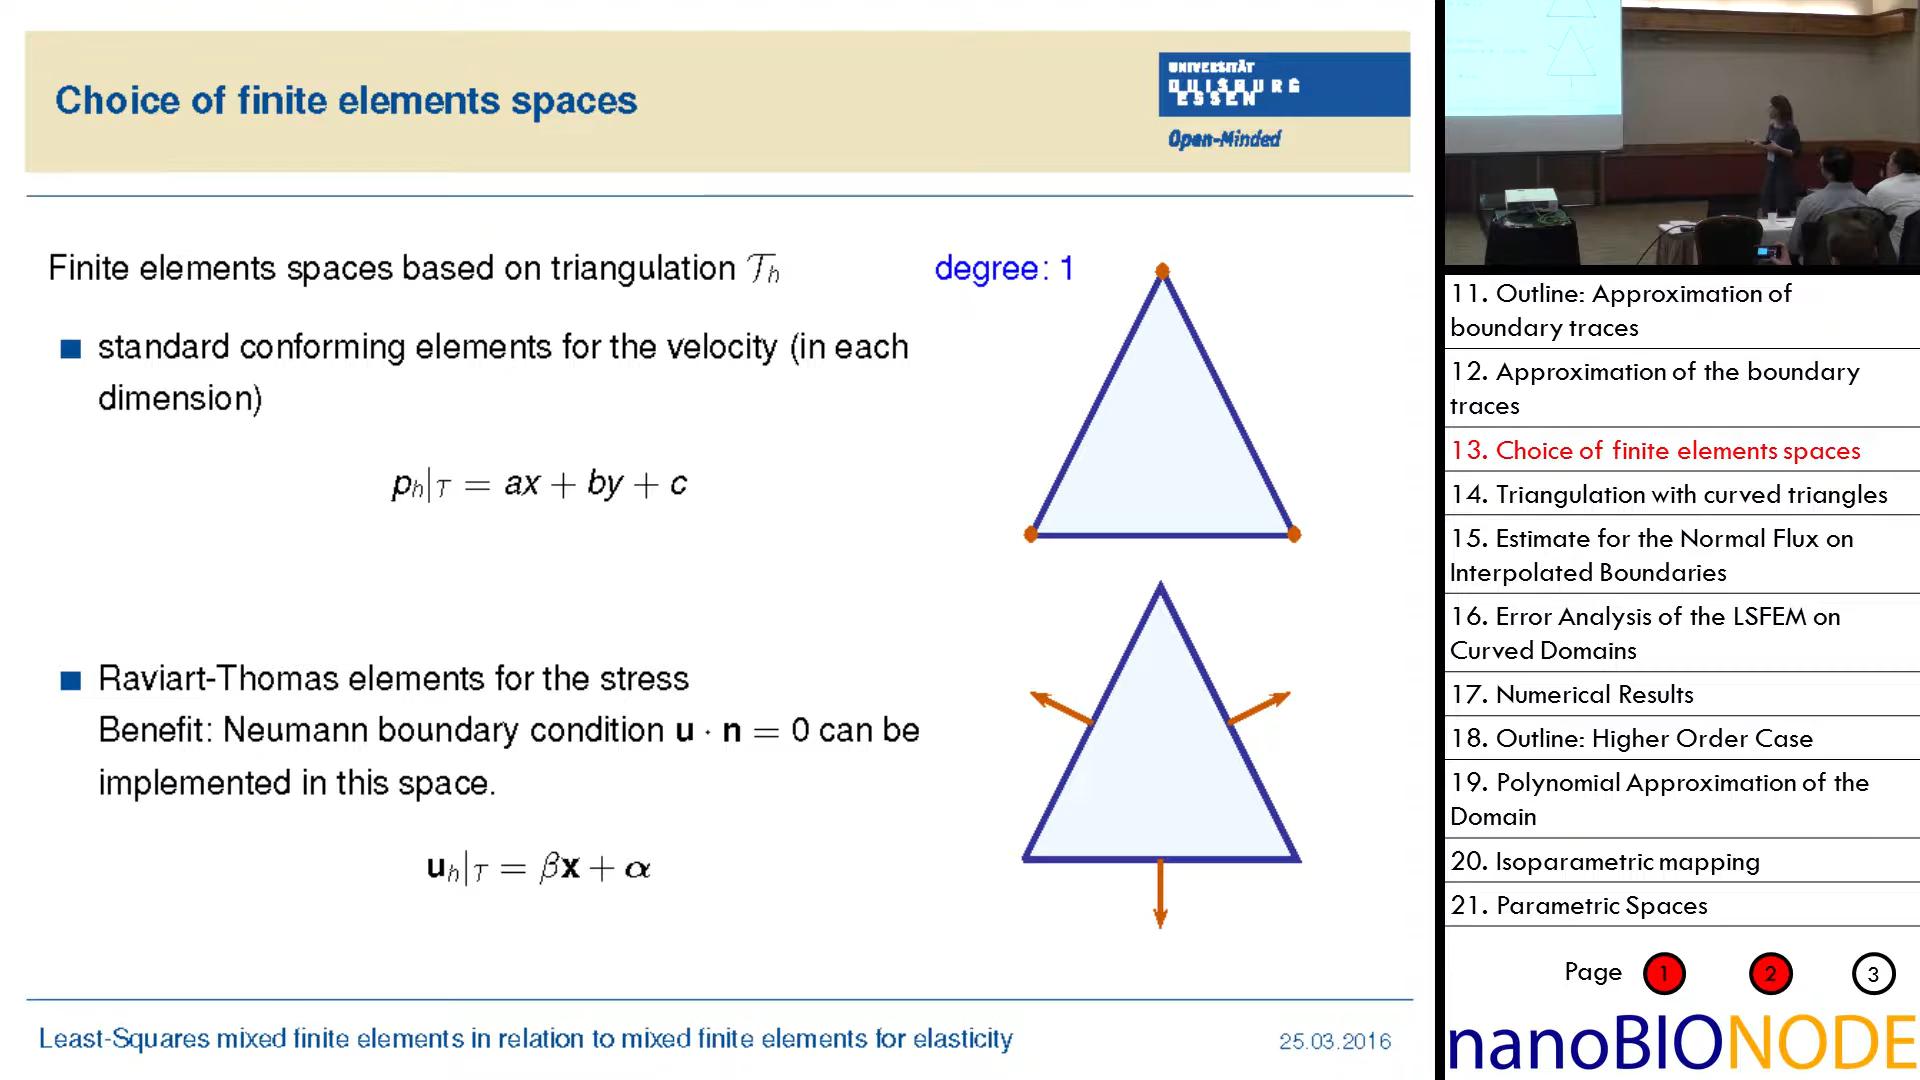 Choice of finite elements spaces
UNIVERSITÄT
DUISBURG
ESSEN
Open-Minded
Finite elements spaces based on triangulation 𝒯ₕ
degree: 1
■ standard conforming elements for the velocity (in each
dimension)
pₕ|𝒯 = ax + by + c
■ Raviart-Thomas elements for the stress
Benefit: Neumann boundary condition u · n = 0 can be
implemented in this space.
uₕ|𝒯 = βx + α
Least-Squares mixed finite elements in relation to mixed finite elements for elasticity
25.03.2016
11. Outline: Approximation of
boundary traces
12. Approximation of the boundary
traces
13. Choice of finite elements spaces
14. Triangulation with curved triangles
15. Estimate for the Normal Flux on
Interpolated Boundaries
16. Error Analysis of the LSFEM on
Curved Domains
17. Numerical Results
18. Outline: Higher Order Case
19. Polynomial Approximation of the
Domain
20. Isoparametric mapping
21. Parametric Spaces
Page 1 2 3
nanoBIONODE